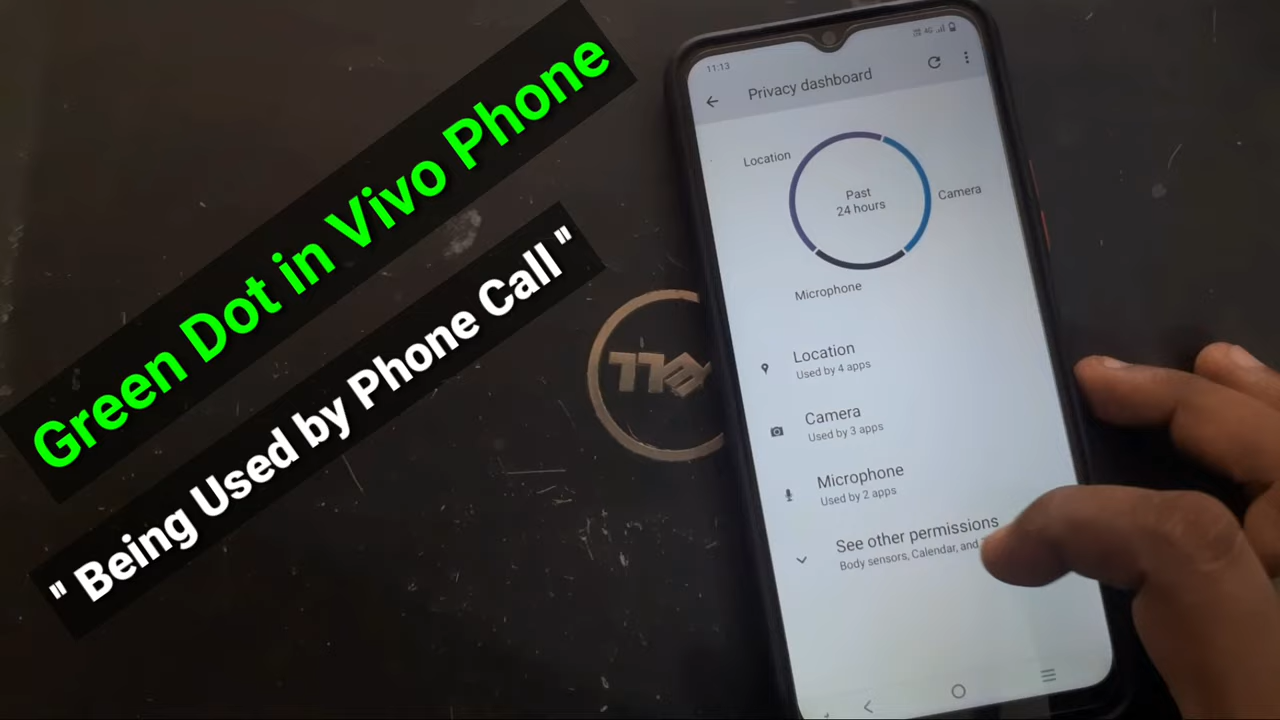 Green Dot in Vivo Phone
" Being Used by Phone Call "
11:13
4G
Privacy dashboard
Location
Past
24 hours
Camera
Microphone
Location
Used by 4 apps
Camera
Used by 3 apps
Microphone
Used by 2 apps
See other permissions
Body sensors, Calendar, and